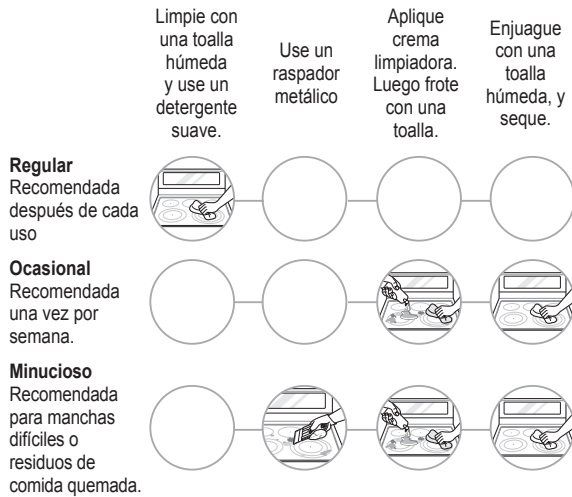 Limpie con
una toalla
húmeda
y use un
detergente
suave.
Use un
raspador
metálico
Aplique
crema
limpiadora.
Luego frote
con una
toalla.
Enjuague
con una
toalla
húmeda, y
seque.
Regular
Recomendada
después de cada
uso
Ocasional
Recomendada
una vez por
semana.
Minucioso
Recomendada
para manchas
difíciles o
residuos de
comida quemada.